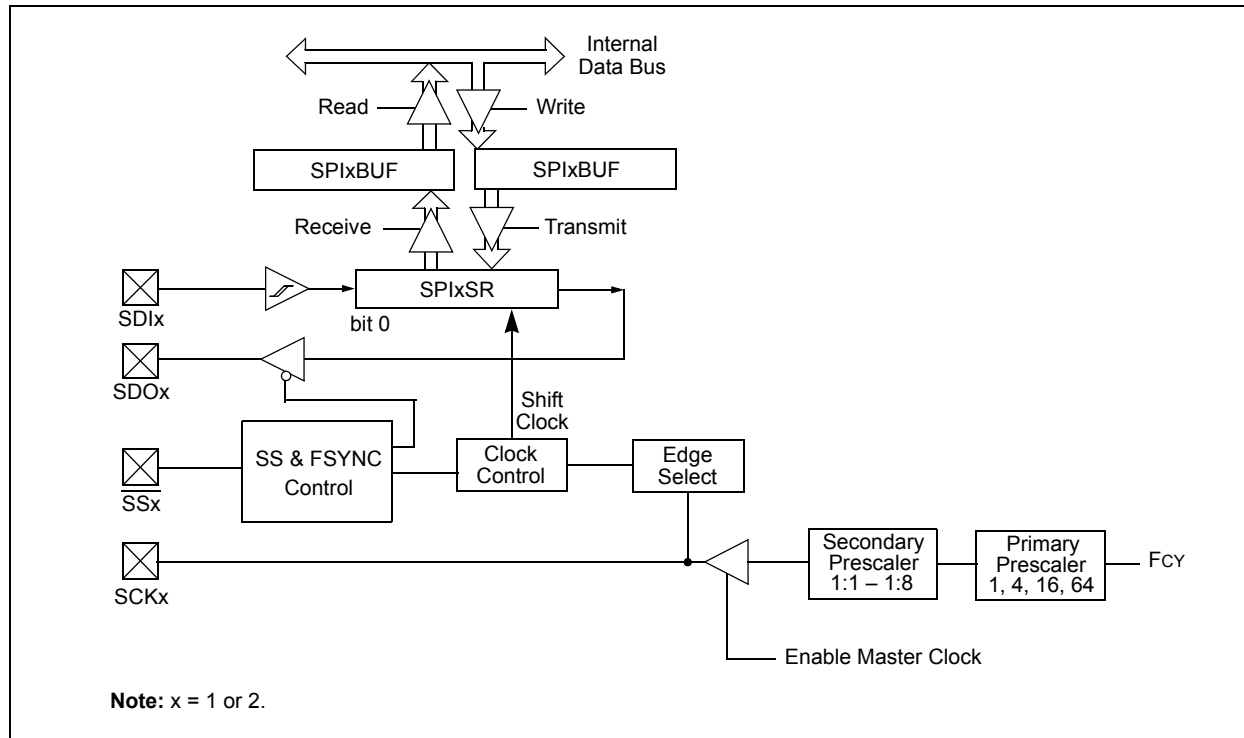 Internal
Data Bus
Read
Write
SPIxBUF
SPIxBUF
Receive
Transmit
SDIx
SPIxSR
bit 0
SDOx
Shift
Clock
SS & FSYNC
Control
Clock
Control
Edge
Select
SSx
SCKx
Secondary
Prescaler
1:1 – 1:8
Primary
Prescaler
1, 4, 16, 64
FCY
Enable Master Clock
Note: x = 1 or 2.